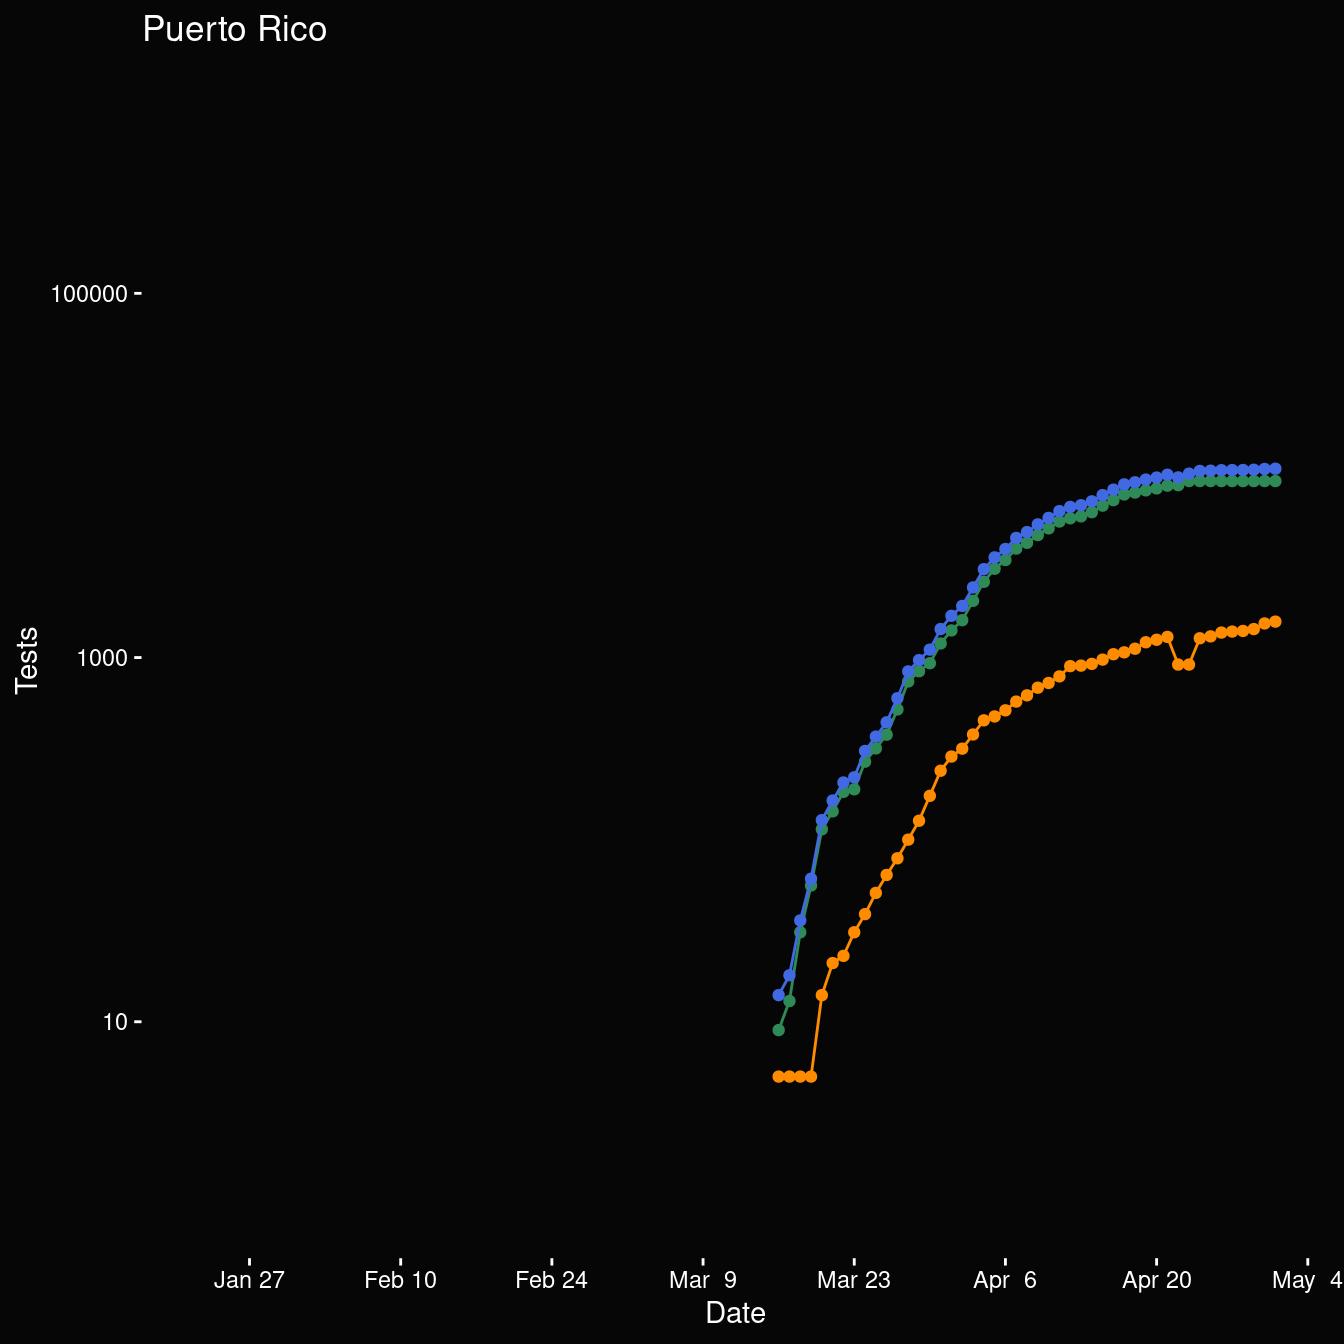 Puerto Rico
100000
1000
10
Tests
Jan 27
Feb 10
Feb 24
Mar  9
Mar 23
Apr  6
Apr 20
May  4
Date